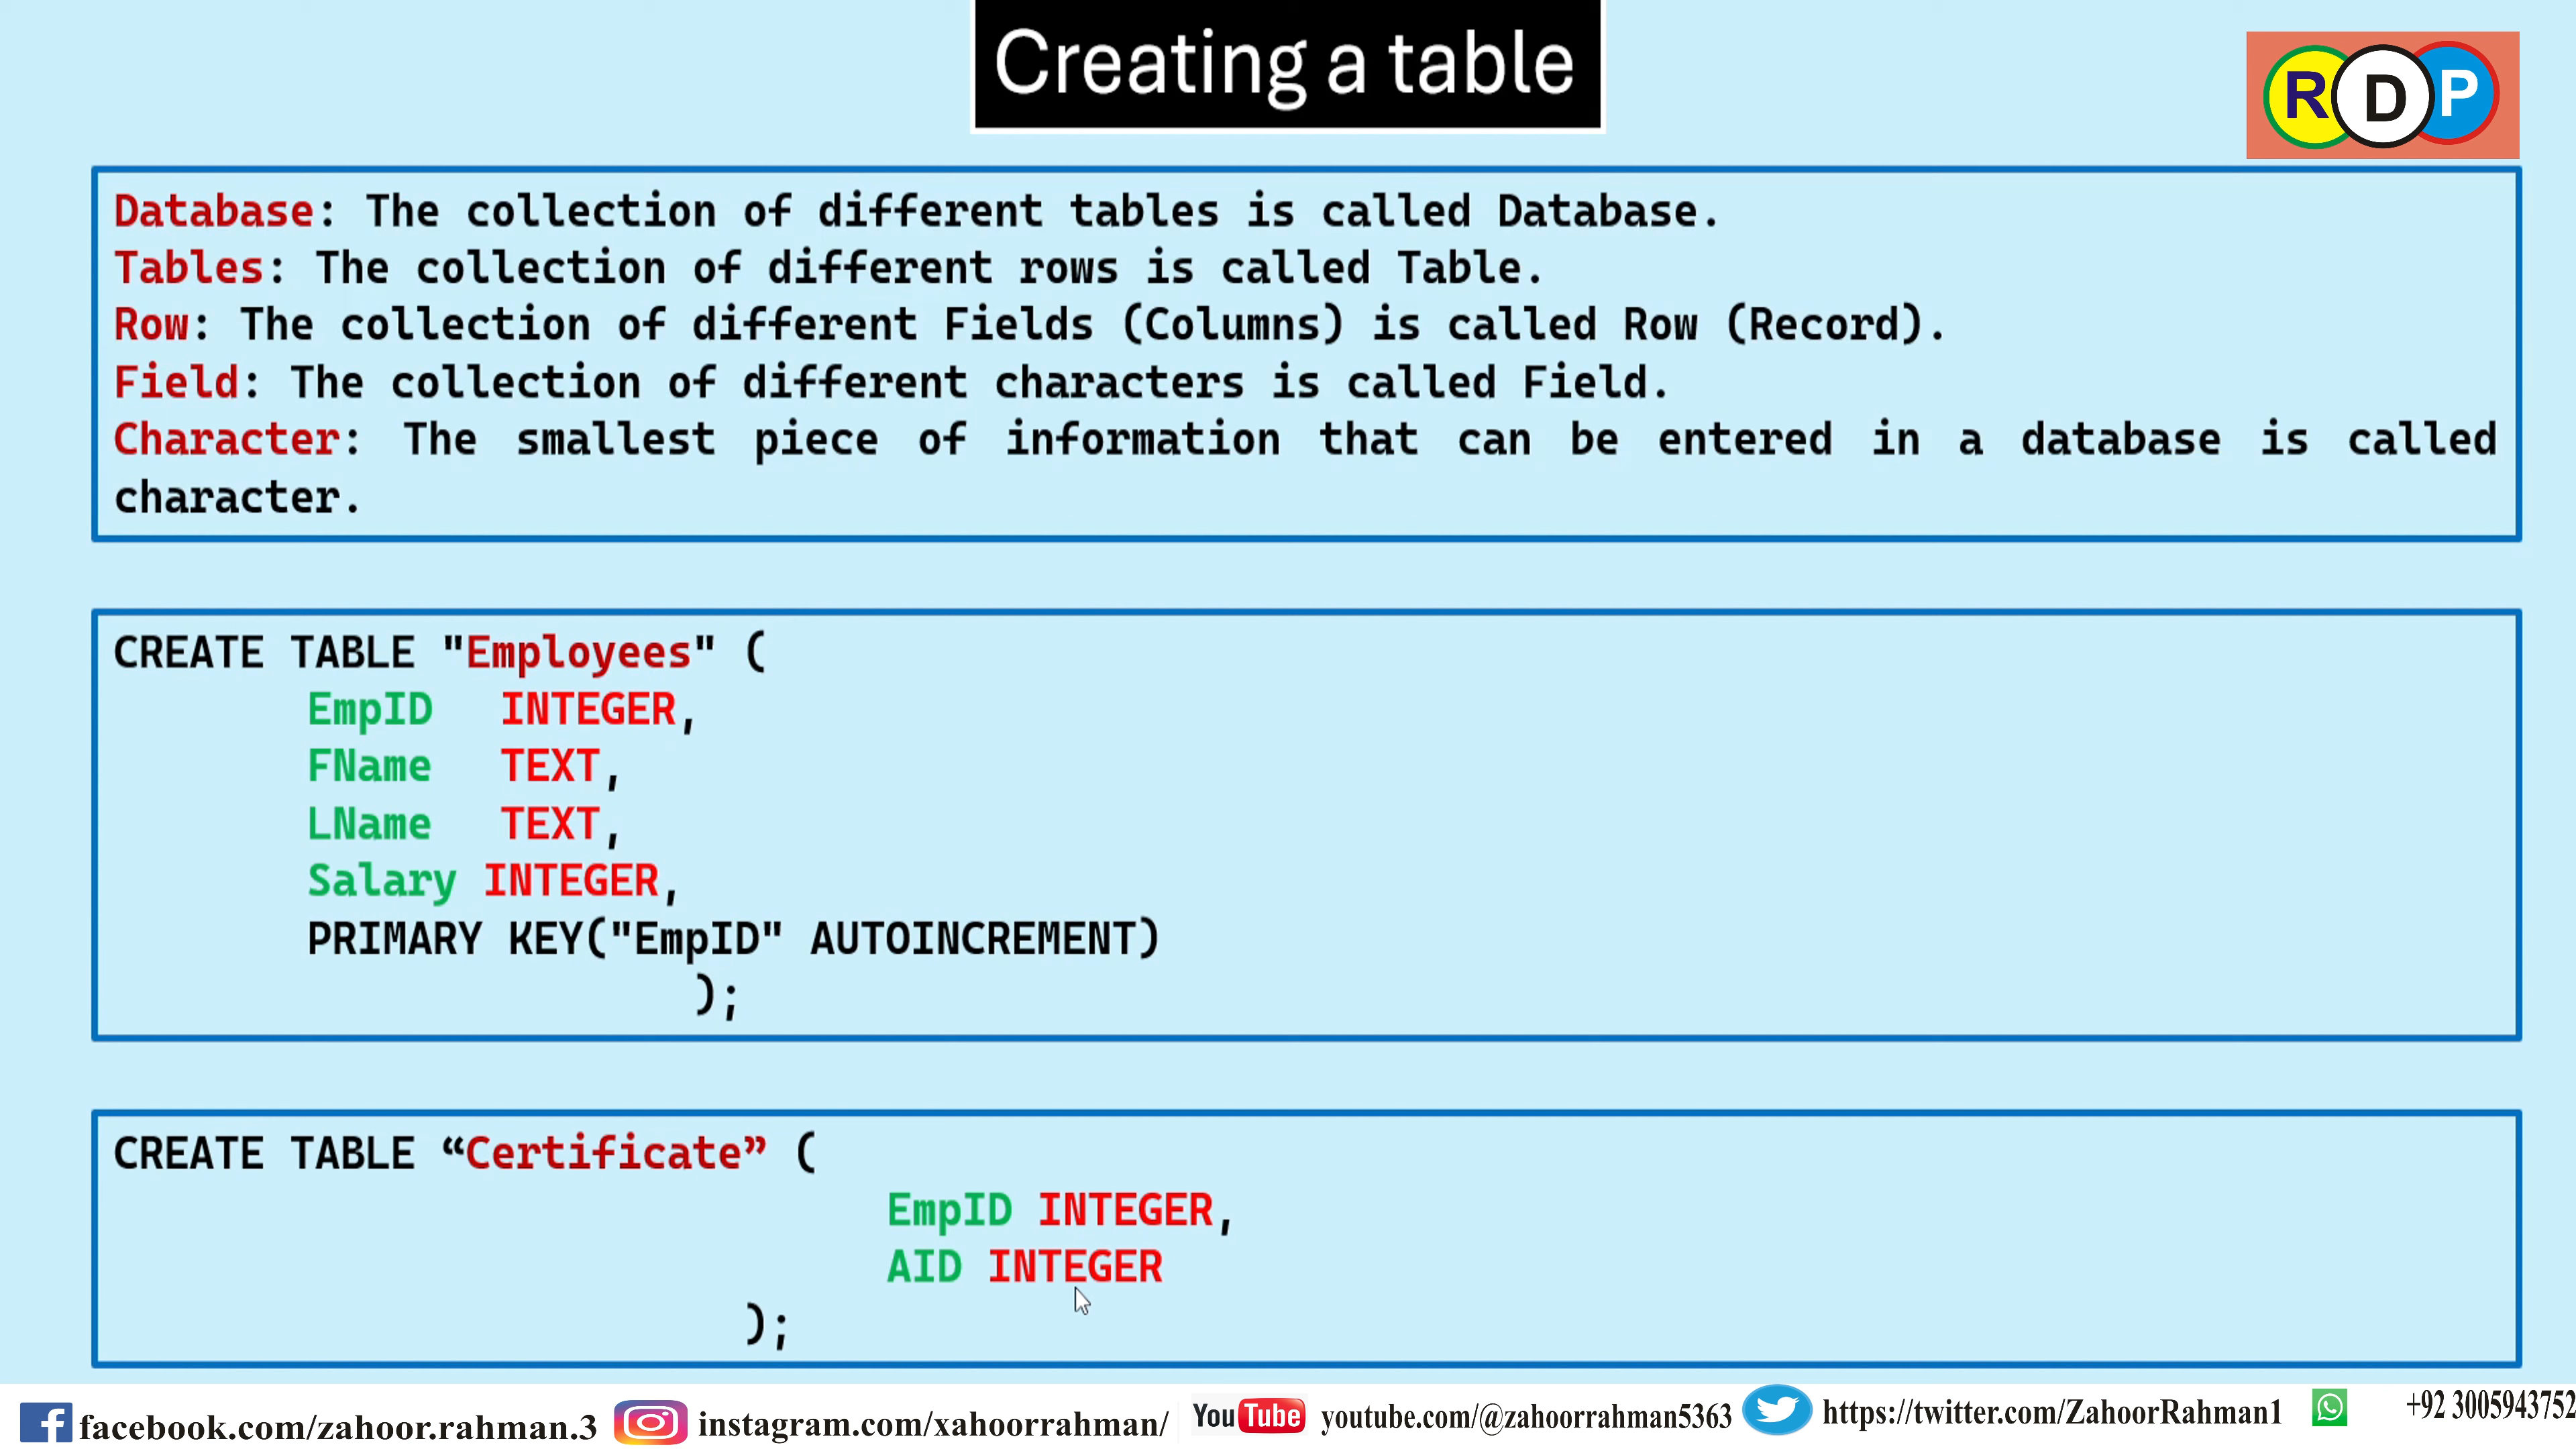 Creating a table
R D P
Database: The collection of different tables is called Database.
Tables: The collection of different rows is called Table.
Row: The collection of different Fields (Columns) is called Row (Record).
Field: The collection of different characters is called Field.
Character: The smallest piece of information that can be entered in a database is called
character.
CREATE TABLE "Employees" (
EmpID INTEGER,
FName TEXT,
LName TEXT,
Salary INTEGER,
PRIMARY KEY("EmpID" AUTOINCREMENT)
);
CREATE TABLE “Certificate” (
EmpID INTEGER,
AID INTEGER
);
facebook.com/zahoor.rahman.3 instagram.com/xahoorrahman/ YouTube youtube.com/@zahoorrahman5363 https://twitter.com/ZahoorRahman1 +92 3005943752